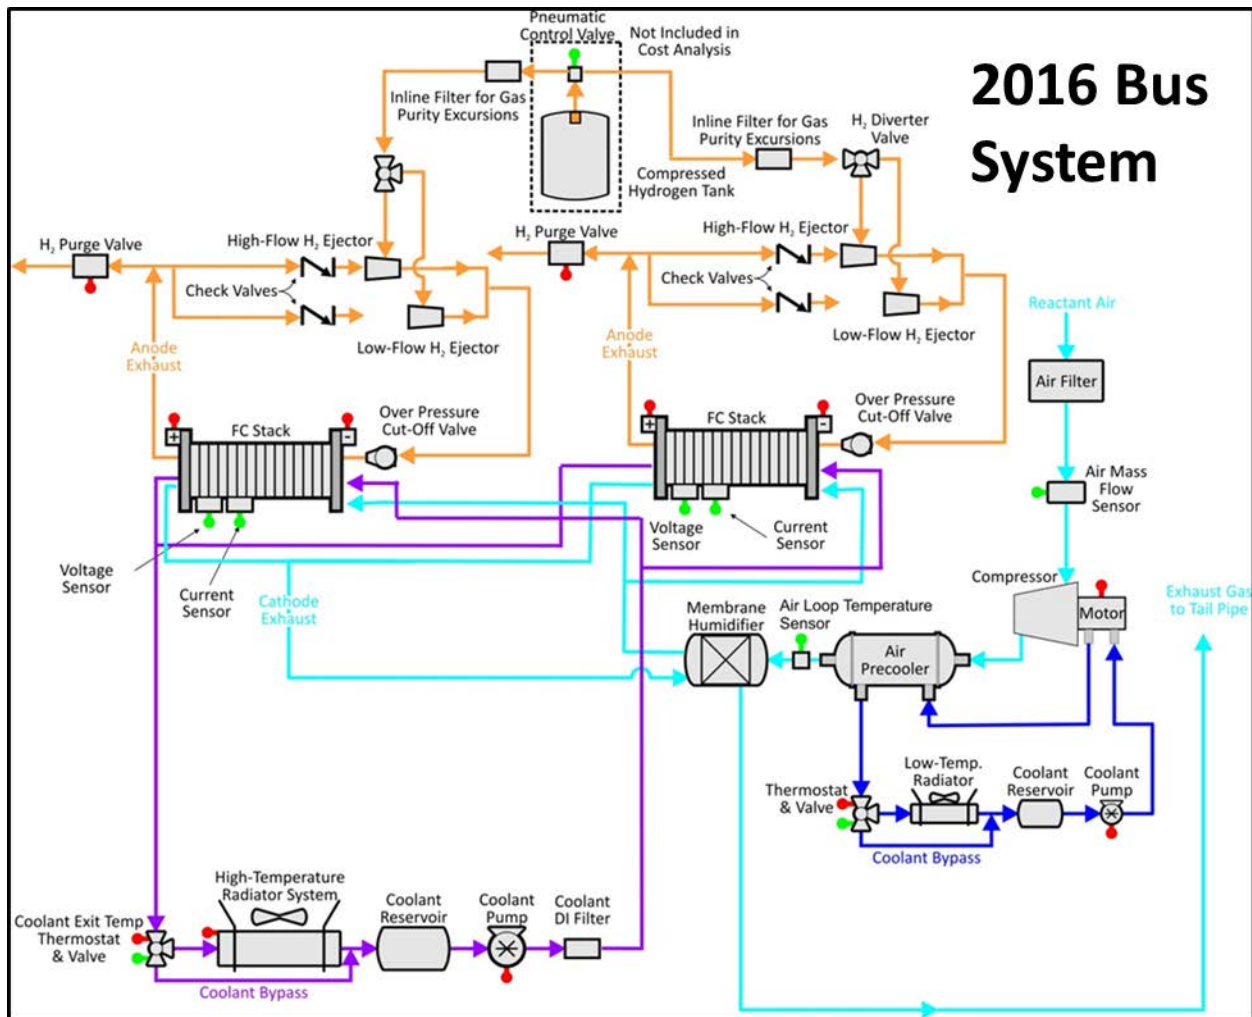 Pneumatic
Control Valve
Not Included in
Cost Analysis
2016 Bus
System
Inline Filter for Gas
Purity Excursions
Inline Filter for Gas
Purity Excursions
H₂ Diverter
Valve
Compressed
Hydrogen Tank
H₂ Purge Valve
High-Flow H₂ Ejector
Check Valves
Low-Flow H₂ Ejector
Anode
Exhaust
H₂ Purge Valve
High-Flow H₂ Ejector
Check Valves
Low-Flow H₂ Ejector
Anode
Exhaust
Reactant Air
Air Filter
Air Mass
Flow
Sensor
FC Stack
+
-
Over Pressure
Cut-Off Valve
FC Stack
+
-
Over Pressure
Cut-Off Valve
Voltage
Sensor
Current
Sensor
Voltage
Sensor
Current
Sensor
Cathode
Exhaust
Membrane
Humidifier
Air Loop Temperature
Sensor
Air
Precooler
Compressor
Motor
Exhaust Gas
to Tail Pipe
Thermostat
& Valve
Low-Temp.
Radiator
Coolant
Reservoir
Coolant
Pump
Coolant Bypass
Coolant Exit Temp
Thermostat
& Valve
High-Temperature
Radiator System
Coolant
Reservoir
Coolant
Pump
Coolant
DI Filter
Coolant Bypass